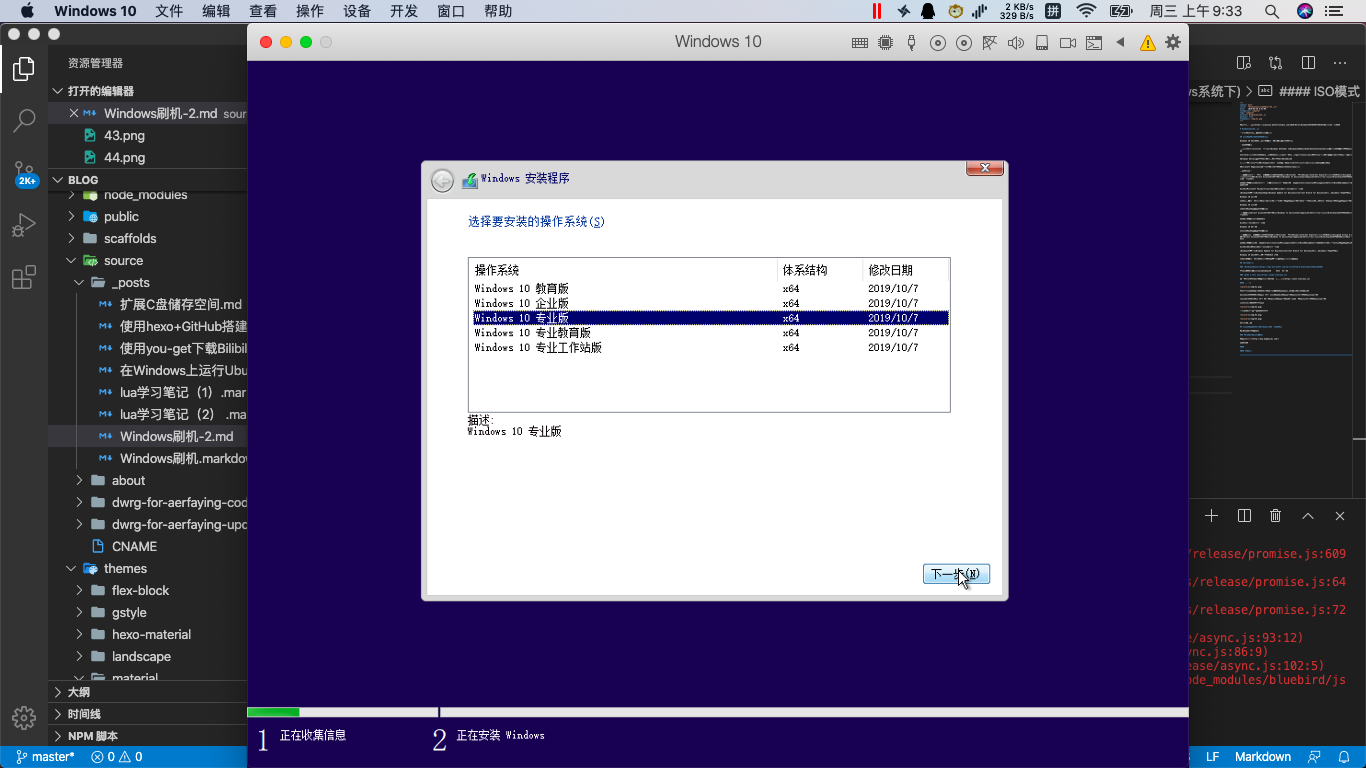 Windows 10 文件 编辑 查看 操作 设备 开发 窗口 帮助
2 KB/s
329 B/s
拼
周三 上午9:33
Windows 10
资源管理器
打开的编辑器
Windows刷机-2.md sour
43.png
44.png
2K+
BLOG
node_modules
public
scaffolds
source
_posts
扩展C盘储存空间.md
使用hexo+GitHub搭建
使用you-get下载Bilibil
在Windows上运行Ubu
lua学习笔记（1）.mar
lua学习笔记（2） .ma
Windows刷机-2.md
Windows刷机.markdow
about
dwrg-for-aerfaying-cod
dwrg-for-aerfaying-upd
CNAME
themes
flex-block
gstyle
hexo-material
landscape
material
大纲
时间线
NPM 脚本
master*
0
0
Windows 安装程序
选择要安装的操作系统(S)
操作系统 体系结构 修改日期
Windows 10 教育版 x64 2019/10/7
Windows 10 企业版 x64 2019/10/7
Windows 10 专业版 x64 2019/10/7
Windows 10 专业教育版 x64 2019/10/7
Windows 10 专业工作站版 x64 2019/10/7
描述:
Windows 10 专业版
下一步(N)
1 正在收集信息
2 正在安装 Windows
ws系统下)
abc
#### ISO模式
/release/promise.js:609
s/release/promise.js:64
s/release/promise.js:72
e/async.js:93:12)
ync.js:86:9)
ease/async.js:102:5)
ode_modules/bluebird/js
LF
Markdown